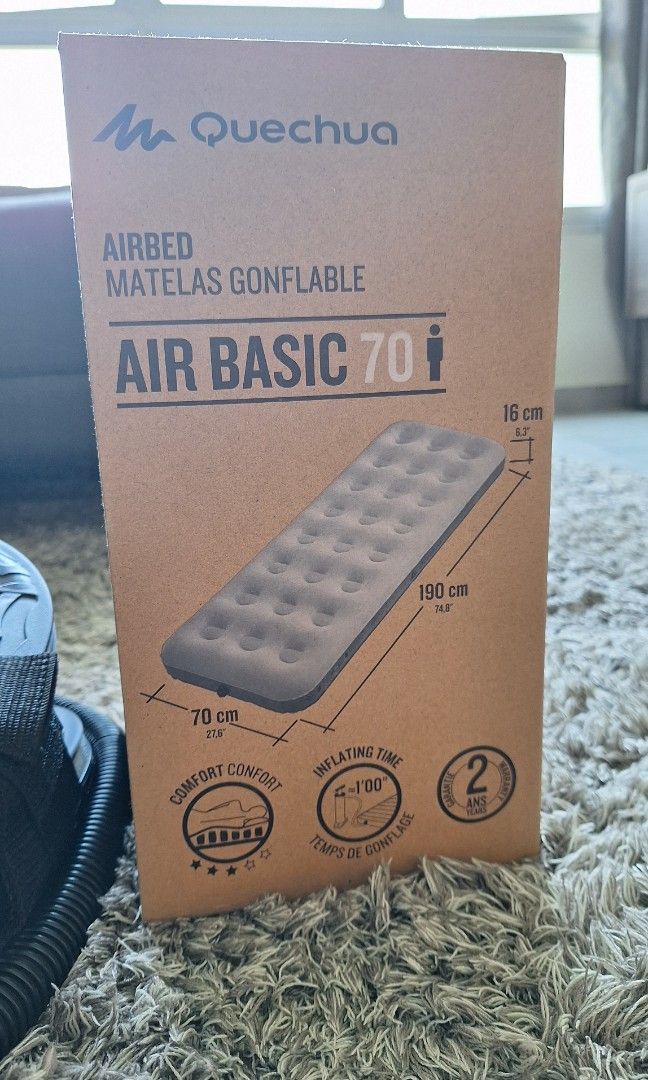 Quechua
AIRBED
MATELAS GONFLABLE
AIR BASIC 70
16 cm
6,3"
190 cm
74,8"
70 cm
27,6"
COMFORT CONFORT
INFLATING TIME
≈1'00"
TEMPS DE GONFLAGE
GARANTIE
2
ANS
YEARS
WARRANTY